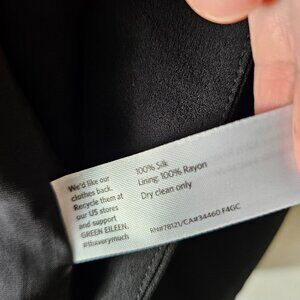 We'd like our
clothes back.
Recycle them at
our US stores
and support
GREEN EILEEN.
#thxverymuch
100% Silk
Lining: 100% Rayon
Dry clean only
RN#78121/CA#34460 F4GC